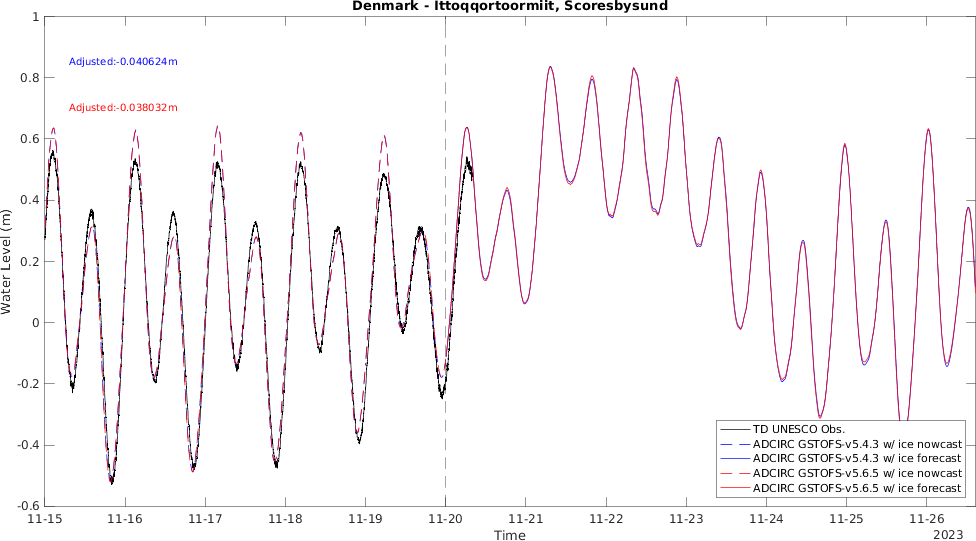 Denmark - Ittoqqortoormiit, Scoresbysund
Adjusted:-0.040624m
Adjusted:-0.038032m
Water Level (m)
1
0.8
0.6
0.4
0.2
0
-0.2
-0.4
-0.6
TD UNESCO Obs.
ADCIRC GSTOFS-v5.4.3 w/ ice nowcast
ADCIRC GSTOFS-v5.4.3 w/ ice forecast
ADCIRC GSTOFS-v5.6.5 w/ ice nowcast
ADCIRC GSTOFS-v5.6.5 w/ ice forecast
11-15 11-16 11-17 11-18 11-19 11-20 11-21 11-22 11-23 11-24 11-25 11-26
Time
2023